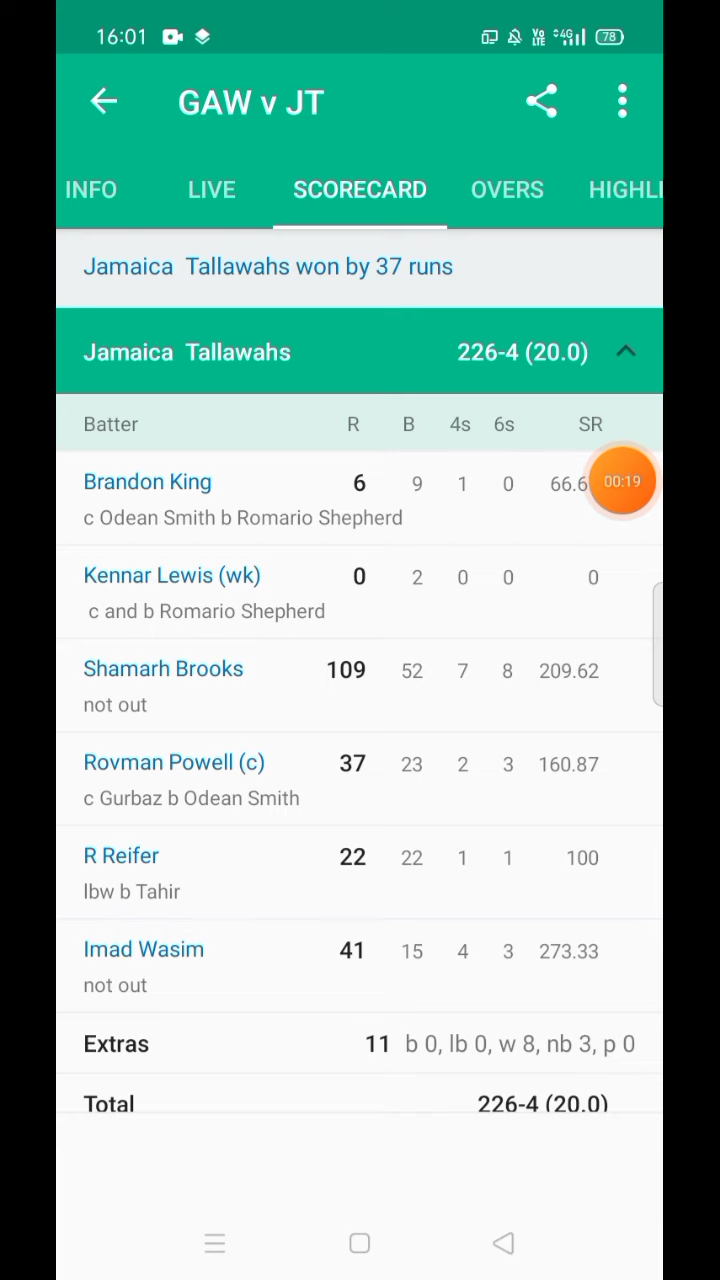 16:01 Vo LTE 4G 78
GAW v JT
INFO LIVE SCORECARD OVERS HIGHLI
Jamaica Tallawahs won by 37 runs
Jamaica Tallawahs 226-4 (20.0)
Batter R B 4s 6s SR
Brandon King 6 9 1 0 66.6
00:19
c Odean Smith b Romario Shepherd
Kennar Lewis (wk) 0 2 0 0 0
c and b Romario Shepherd
Shamarh Brooks 109 52 7 8 209.62
not out
Rovman Powell (c) 37 23 2 3 160.87
c Gurbaz b Odean Smith
R Reifer 22 22 1 1 100
lbw b Tahir
Imad Wasim 41 15 4 3 273.33
not out
Extras 11 b 0, lb 0, w 8, nb 3, p 0
Total 226-4 (20.0)